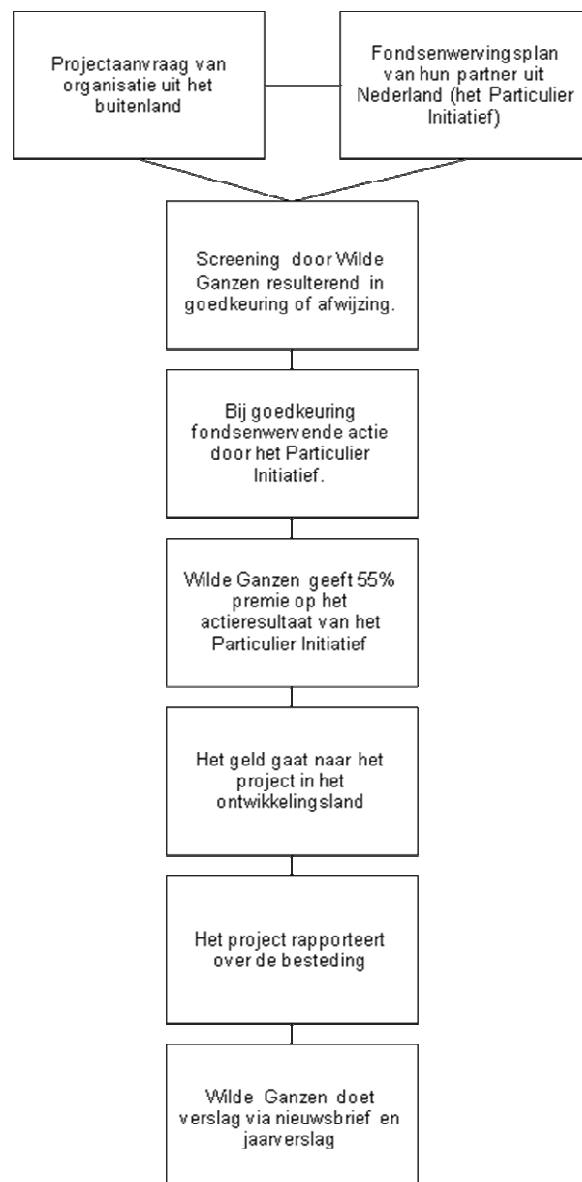 Projectaanvraag van
organisatie uit het
buitenland
Fondsenwervingsplan
van hun partner uit
Nederland (het Particulier
Initiatief)
Screening door Wilde
Ganzen resulterend in
goedkeuring of afwijzing.
Bij goedkeuring
fondsenwervende actie
door het Particulier
Initiatief.
Wilde Ganzen geeft 55%
premie op het
actieresultaat van het
Particulier Initiatief
Het geld gaat naar het
project in het
ontwikkelingsland
Het project rapporteert
over de besteding
Wilde Ganzen doet
verslag via nieuwsbrief en
jaarverslag